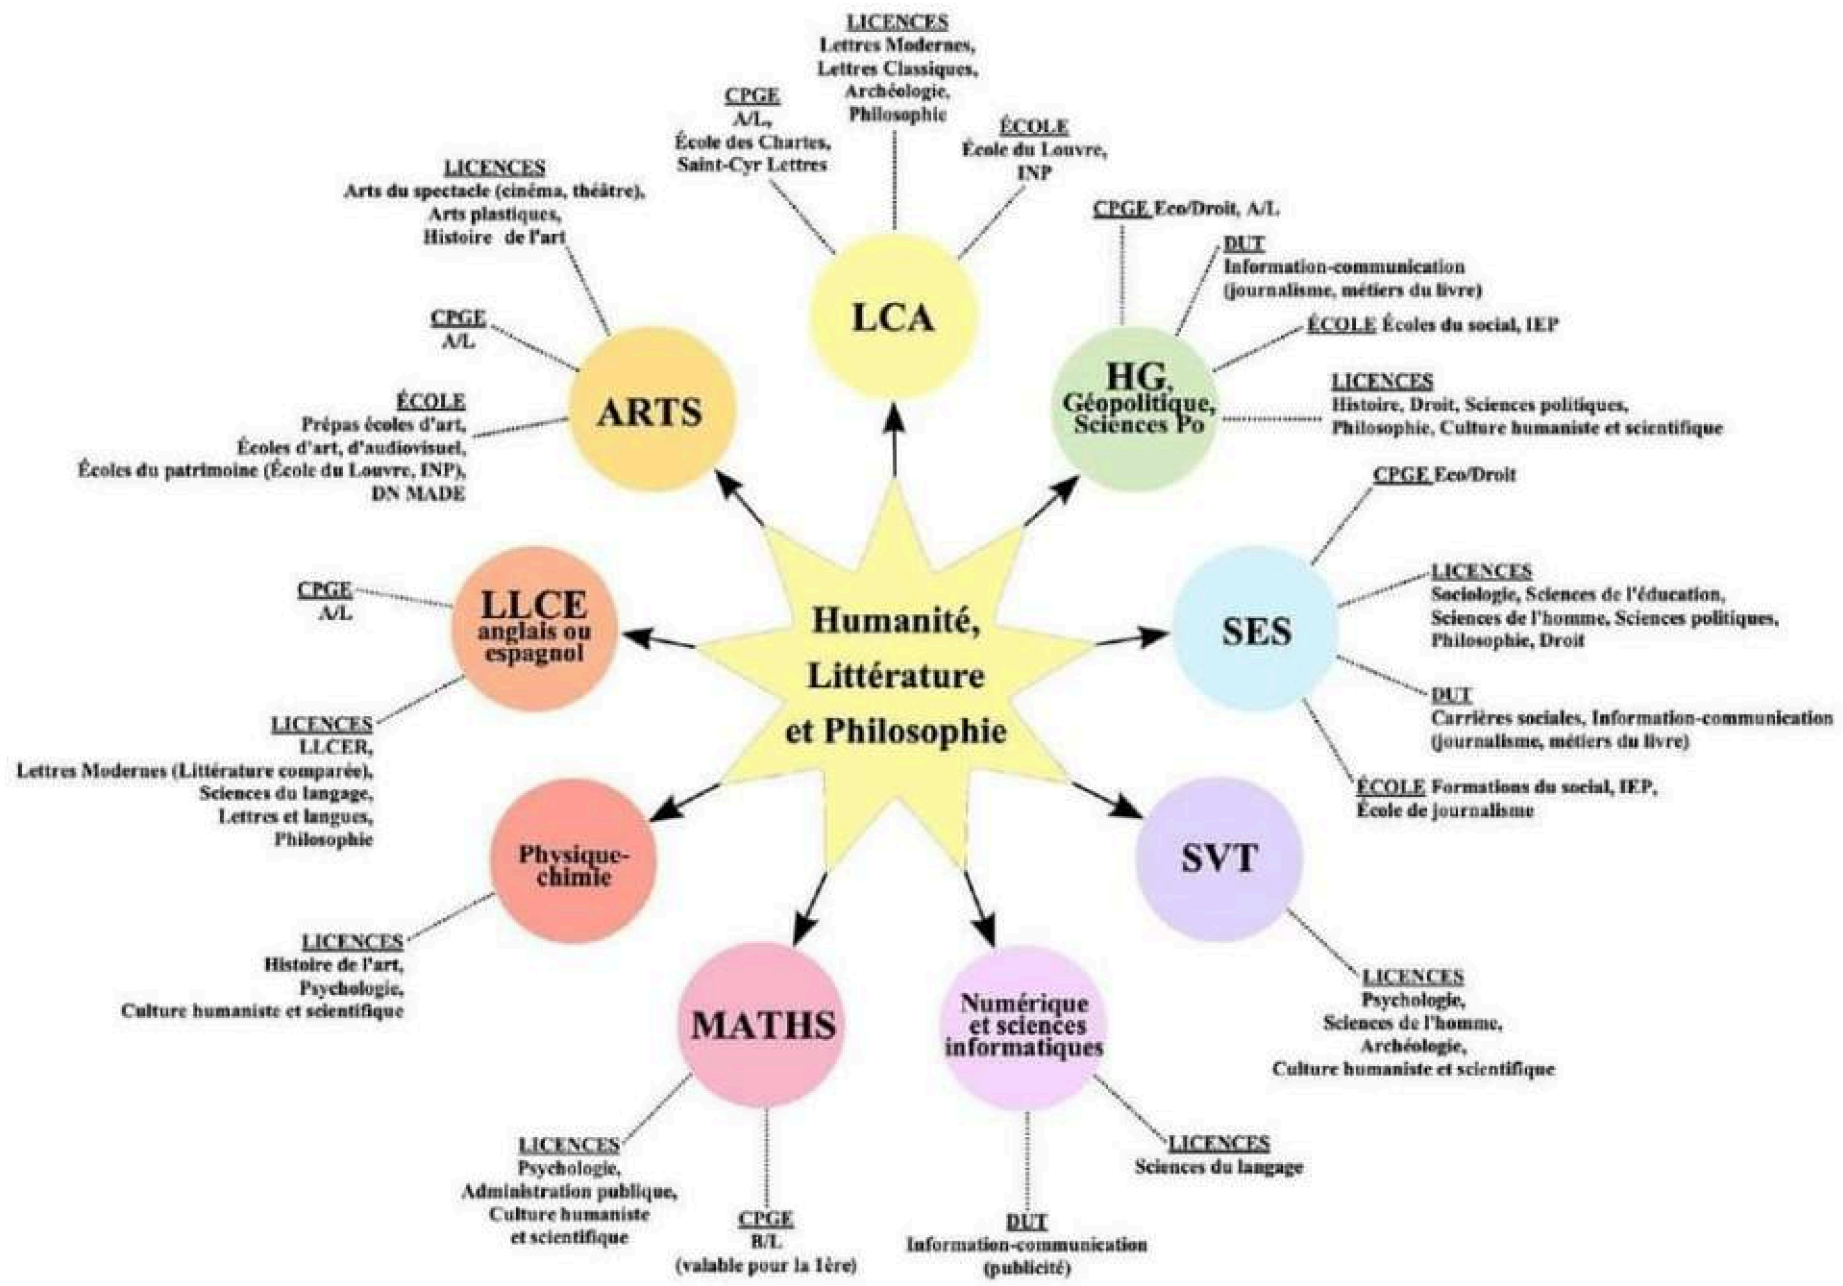 LICENCES
Lettres Modernes,
Lettres Classiques,
Archéologie,
Philosophie
CPGE
A/L,
École des Chartes,
Saint-Cyr Lettres
ÉCOLE
École du Louvre,
INP
LCA
LICENCES
Arts du spectacle (cinéma, théâtre),
Arts plastiques,
Histoire de l'art
CPGE
A/L
ÉCOLE
Prépas écoles d'art,
Écoles d'art, d'audiovisuel,
Écoles du patrimoine (École du Louvre, INP),
DN MADE
ARTS
CPGE Eco/Droit, A/L
DUT
Information-communication
(journalisme, métiers du livre)
ÉCOLE Écoles du social, IEP
LICENCES
Histoire, Droit, Sciences politiques,
Philosophie, Culture humaniste et scientifique
HG,
Géopolitique,
Sciences Po
CPGE Eco/Droit
LICENCES
Sociologie, Sciences de l'éducation,
Sciences de l'homme, Sciences politiques,
Philosophie, Droit
DUT
Carrières sociales, Information-communication
(journalisme, métiers du livre)
ÉCOLE Formations du social, IEP,
École de journalisme
SES
Humanité,
Littérature
et Philosophie
CPGE
A/L
LLCE
anglais ou
espagnol
LICENCES
LLCER,
Lettres Modernes (Littérature comparée),
Sciences du langage,
Lettres et langues,
Philosophie
Physique-
chimie
LICENCES
Histoire de l'art,
Psychologie,
Culture humaniste et scientifique
SVT
LICENCES
Psychologie,
Sciences de l'homme,
Archéologie,
Culture humaniste et scientifique
MATHS
LICENCES
Psychologie,
Administration publique,
Culture humaniste
et scientifique
CPGE
B/L
(valable pour la 1ère)
Numérique
et sciences
informatiques
LICENCES
Sciences du langage
DUT
Information-communication
(publicité)